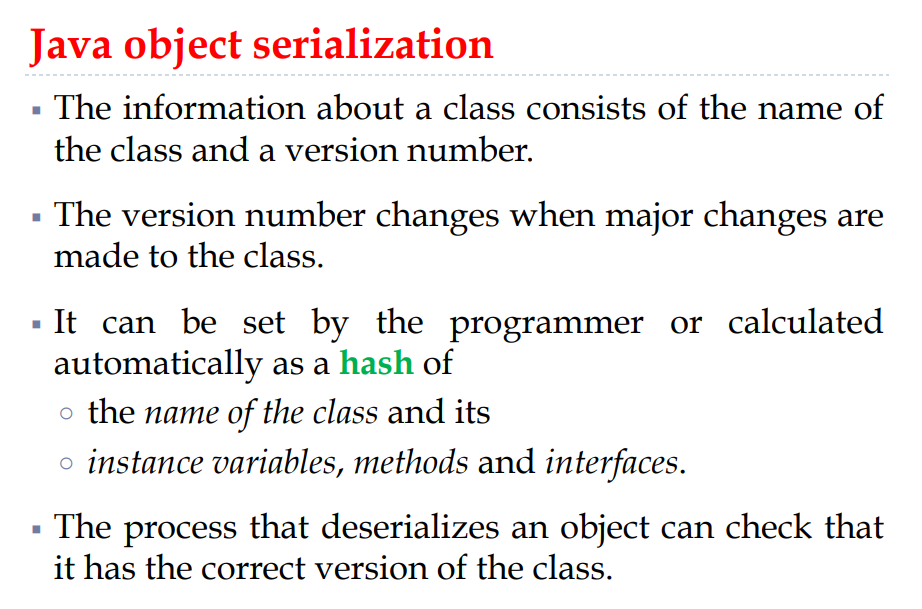 Java object serialization
▪ The information about a class consists of the name of
the class and a version number.
▪ The version number changes when major changes are
made to the class.
▪ It can be set by the programmer or calculated
automatically as a hash of
○ the name of the class and its
○ instance variables, methods and interfaces.
▪ The process that deserializes an object can check that
it has the correct version of the class.